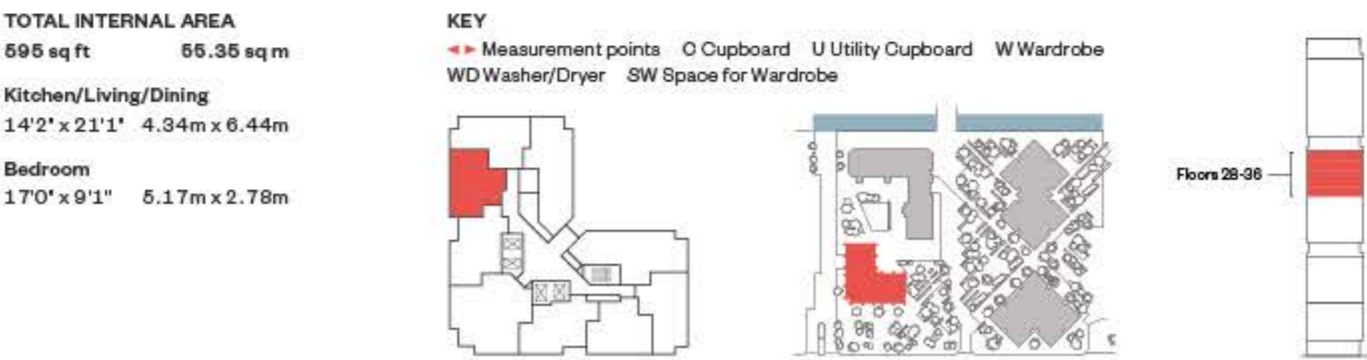 TOTAL INTERNAL AREA
595 sq ft 55.35 sq m
Kitchen/Living/Dining
14'2" x 21'1" 4.34m x 6.44m
Bedroom
17'0" x 9'1" 5.17m x 2.78m
KEY
◄► Measurement points C Cupboard U Utility Cupboard W Wardrobe
WD Washer/Dryer SW Space for Wardrobe
Floors 28-36